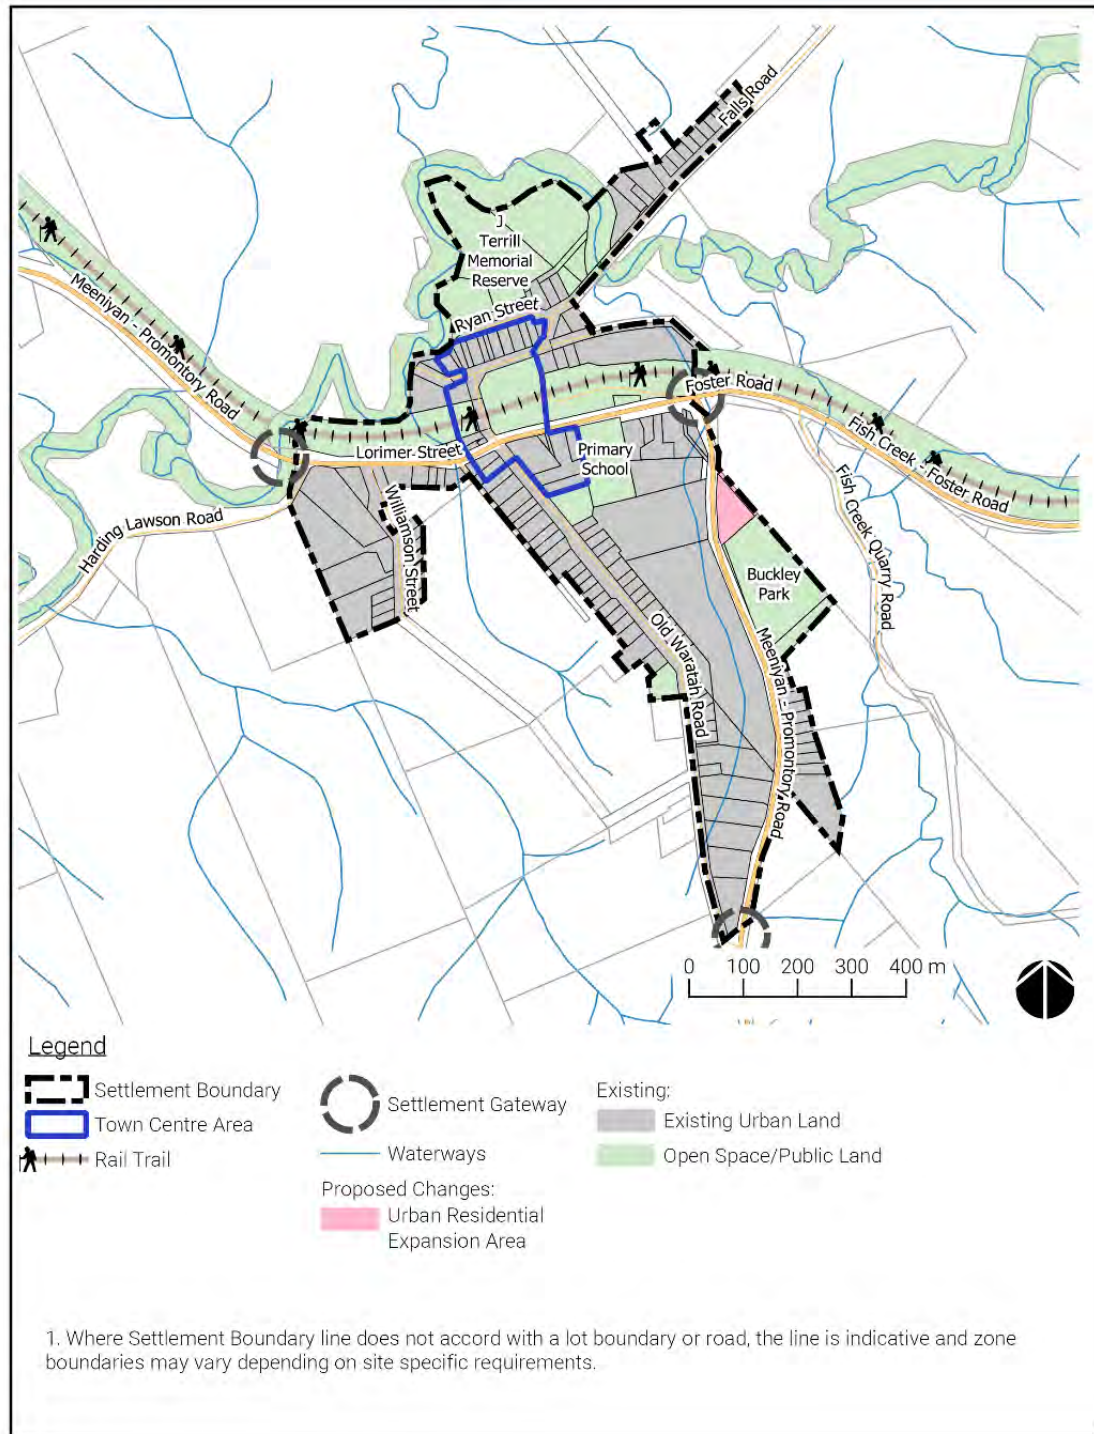 Falls Road
J
Terrill
Memorial
Reserve
Ryan Street
Meeniyan - Promontory Road
Foster Road
Lorimer Street
Primary
School
Fish Creek - Foster Road
Harding Lawson Road
Williamson Street
Fish Creek Quarry Road
Buckley
Park
Old Waratah Road
Meeniyan - Promontory Road
0 100 200 300 400 m
Legend
Settlement Boundary
Town Centre Area
Rail Trail
Settlement Gateway
Waterways
Proposed Changes:
Urban Residential
Expansion Area
Existing:
Existing Urban Land
Open Space/Public Land
1. Where Settlement Boundary line does not accord with a lot boundary or road, the line is indicative and zone
boundaries may vary depending on site specific requirements.